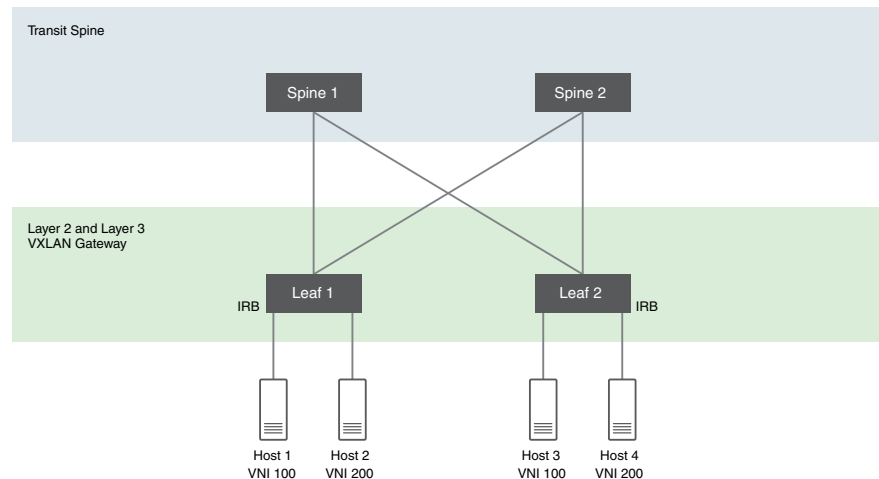 Transit Spine
Spine 1
Spine 2
Layer 2 and Layer 3
VXLAN Gateway
Leaf 1
Leaf 2
IRB
IRB
Host 1
VNI 100
Host 2
VNI 200
Host 3
VNI 100
Host 4
VNI 200